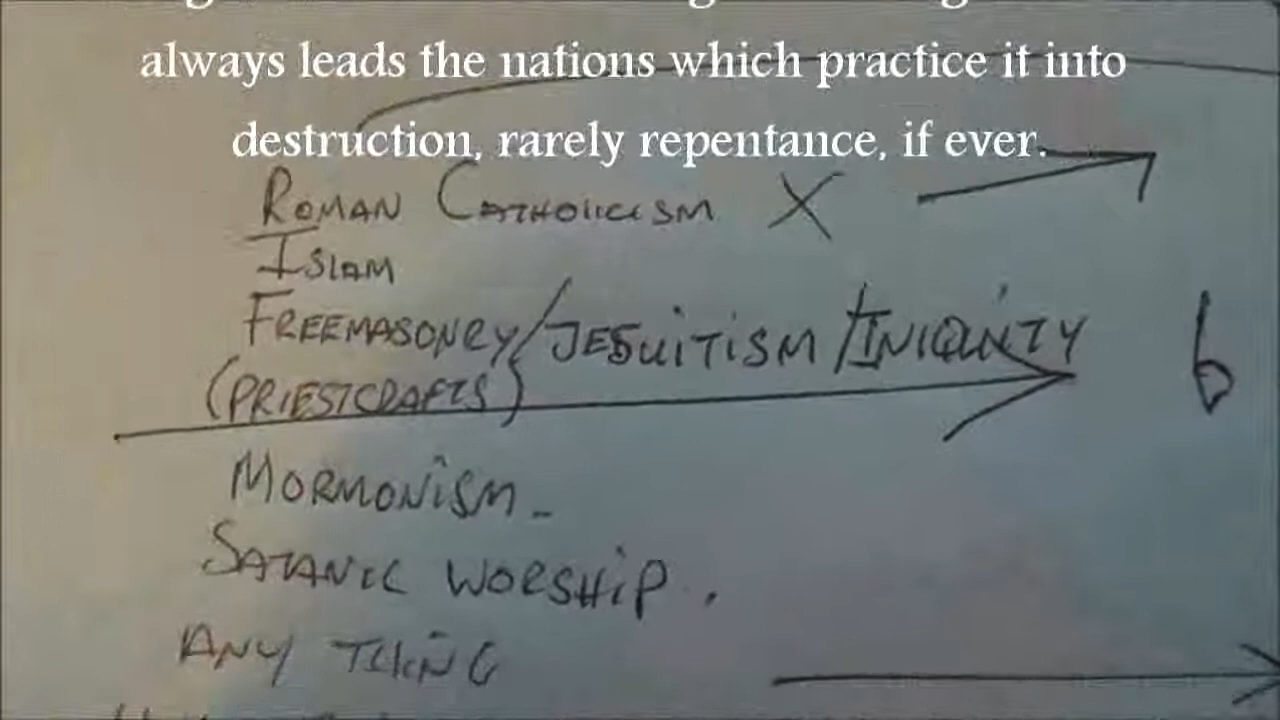 always leads the nations which practice it into
destruction, rarely repentance, if ever.
ROMAN CATHOLICISM X
ISLAM
FREEMASONRY/JESUITISM/INIQUITY
(PRIESTCRAFTS)
6
MORMONISM-
SATANIC WORSHIP.
ANY THING